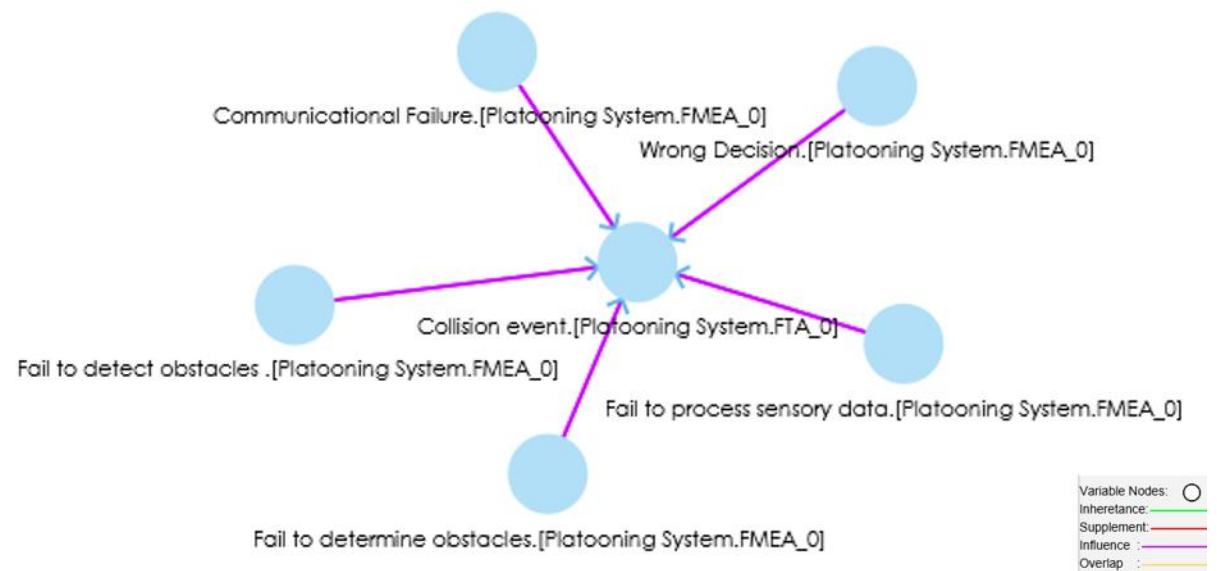 Communicational Failure.[Platooning System.FMEA_0]
Wrong Decision.[Platooning System.FMEA_0]
Collision event.[Platooning System.FTA_0]
Fail to detect obstacles .[Platooning System.FMEA_0]
Fail to process sensory data.[Platooning System.FMEA_0]
Fail to determine obstacles.[Platooning System.FMEA_0]
Variable Nodes:
Inheretance:
Supplement:
Influence :
Overlap :